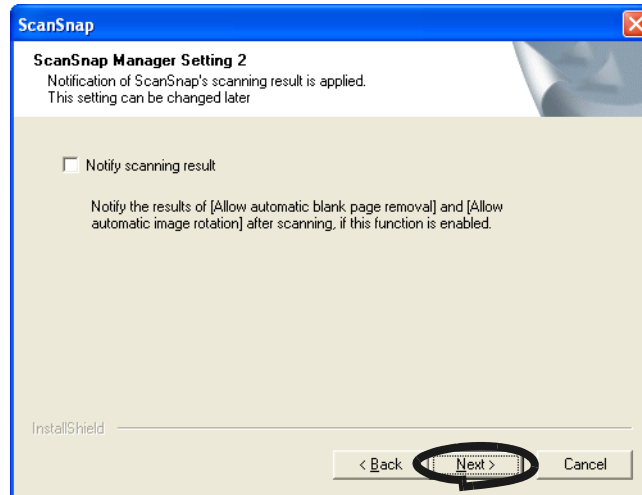 ScanSnap
ScanSnap Manager Setting 2
Notification of ScanSnap's scanning result is applied.
This setting can be changed later
Notify scanning result
Notify the results of [Allow automatic blank page removal] and [Allow
automatic image rotation] after scanning, if this function is enabled.
InstallShield
< Back
Next >
Cancel